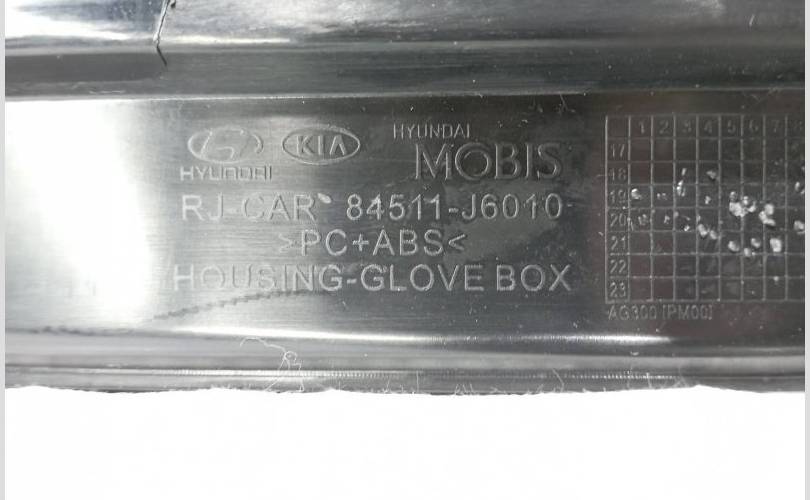 HYUNDAI
KIA
HYUNDAI
MOBIS
RJ-CAR 84511-J6010
>PC+ABS<
HOUSING-GLOVE BOX
1 2 3 4 5 6 7
17
18
19
20
21
22
23
AG300 [PM00]